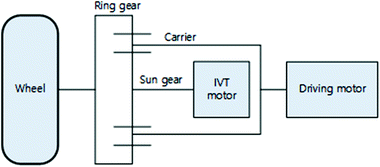 Ring gear
Carrier
Wheel
Sun gear
IVT
motor
Driving motor